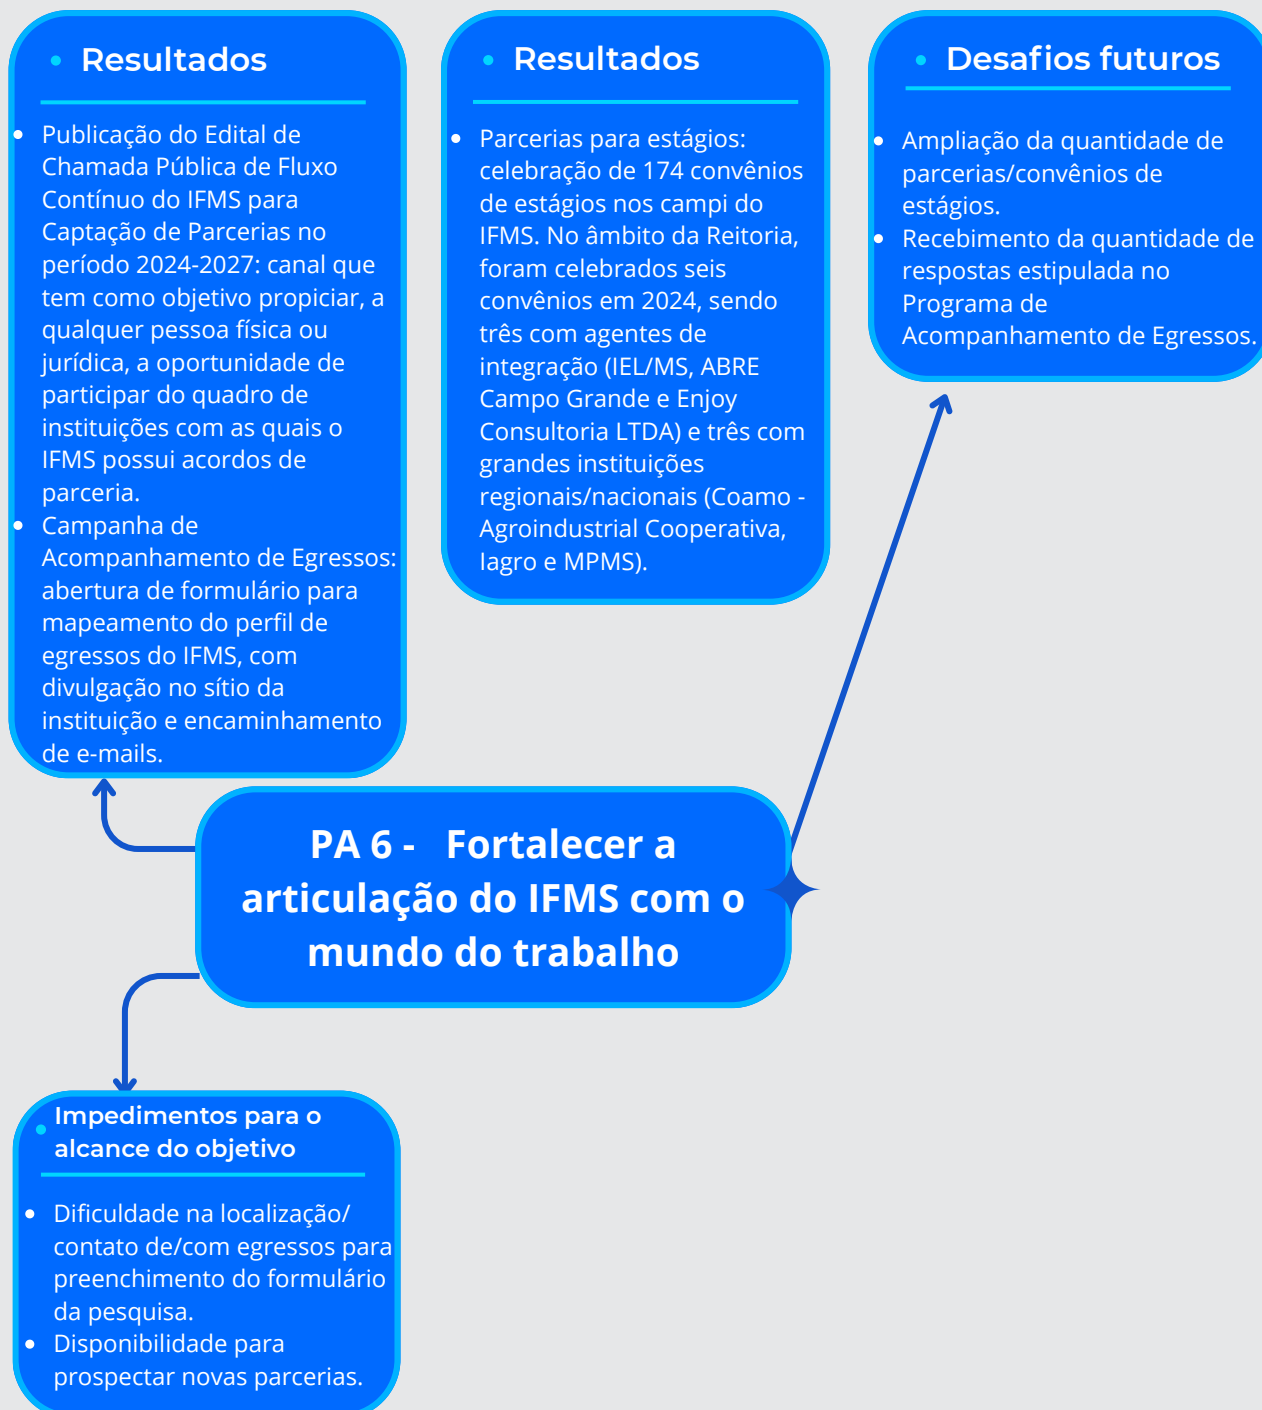 Resultados
Publicação do Edital de
Chamada Pública de Fluxo
Contínuo do IFMS para
Captação de Parcerias no
período 2024-2027: canal que
tem como objetivo propiciar, a
qualquer pessoa física ou
jurídica, a oportunidade de
participar do quadro de
instituições com as quais o
IFMS possui acordos de
parceria.
Campanha de
Acompanhamento de Egressos:
abertura de formulário para
mapeamento do perfil de
egressos do IFMS, com
divulgação no sítio da
instituição e encaminhamento
de e-mails.
Resultados
Parcerias para estágios:
celebração de 174 convênios
de estágios nos campi do
IFMS. No âmbito da Reitoria,
foram celebrados seis
convênios em 2024, sendo
três com agentes de
integração (IEL/MS, ABRE
Campo Grande e Enjoy
Consultoria LTDA) e três com
grandes instituições
regionais/nacionais (Coamo -
Agroindustrial Cooperativa,
Iagro e MPMS).
Desafios futuros
Ampliação da quantidade de
parcerias/convênios de
estágios.
Recebimento da quantidade de
respostas estipulada no
Programa de
Acompanhamento de Egressos.
PA 6 -   Fortalecer a
articulação do IFMS com o
mundo do trabalho
Impedimentos para o
alcance do objetivo
Dificuldade na localização/
contato de/com egressos para
preenchimento do formulário
da pesquisa.
Disponibilidade para
prospectar novas parcerias.